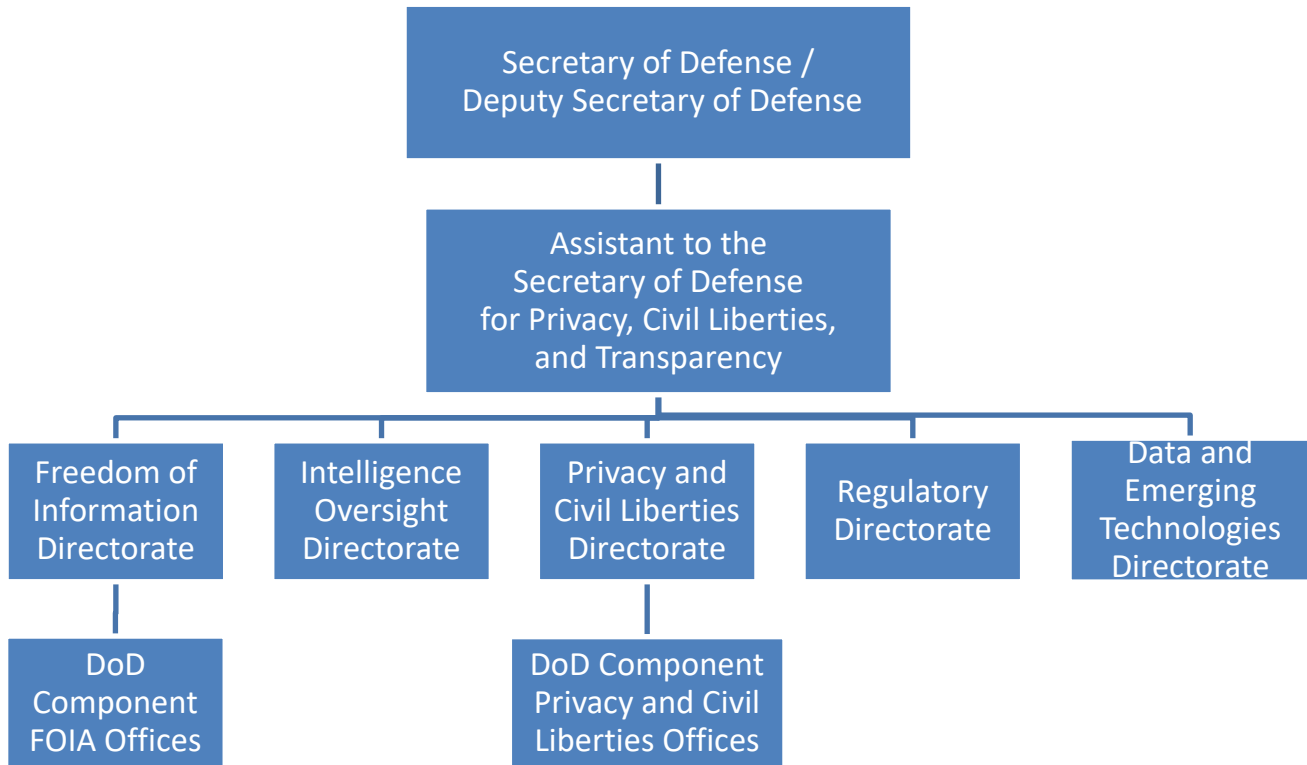 Secretary of Defense /
Deputy Secretary of Defense
Assistant to the
Secretary of Defense
for Privacy, Civil Liberties,
and Transparency
Freedom of
Information
Directorate
Intelligence
Oversight
Directorate
Privacy and
Civil Liberties
Directorate
Regulatory
Directorate
Data and
Emerging
Technologies
Directorate
DoD
Component
FOIA Offices
DoD Component
Privacy and Civil
Liberties Offices